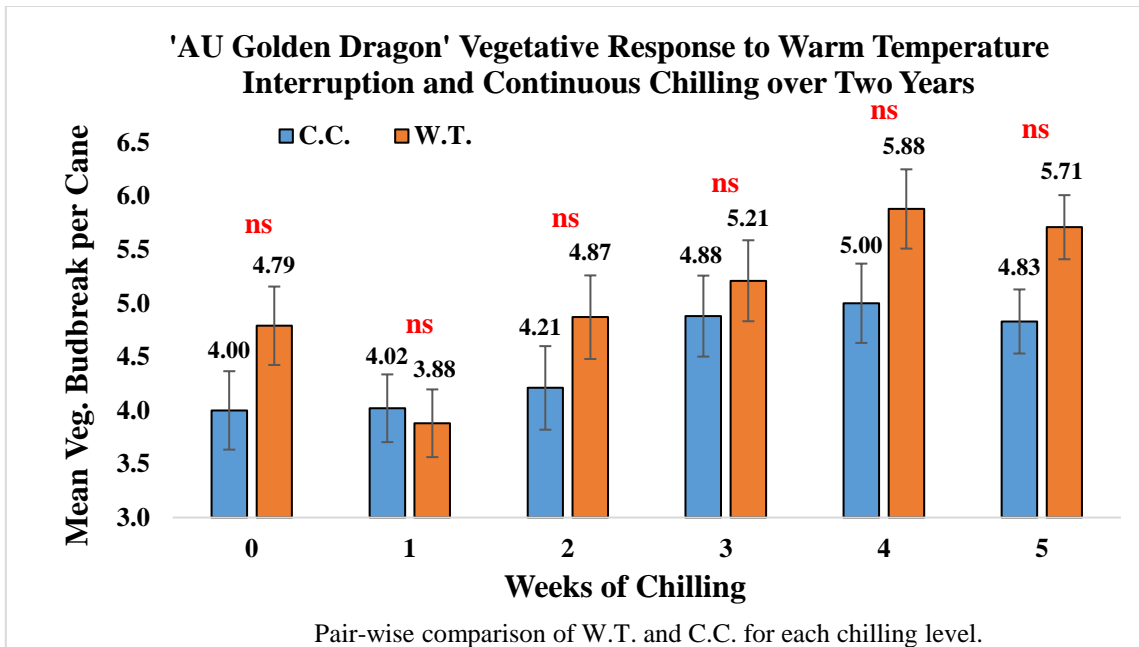 'AU Golden Dragon' Vegetative Response to Warm Temperature
Interruption and Continuous Chilling over Two Years
C.C. W.T.
Mean Veg. Budbreak per Cane
6.5
6.0
5.5
5.0
4.5
4.0
3.5
3.0
ns
4.00 4.79
ns
4.02 3.88
ns
4.21 4.87
ns
4.88 5.21
ns
5.00 5.88
ns
4.83 5.71
0 1 2 3 4 5
Weeks of Chilling
Pair-wise comparison of W.T. and C.C. for each chilling level.